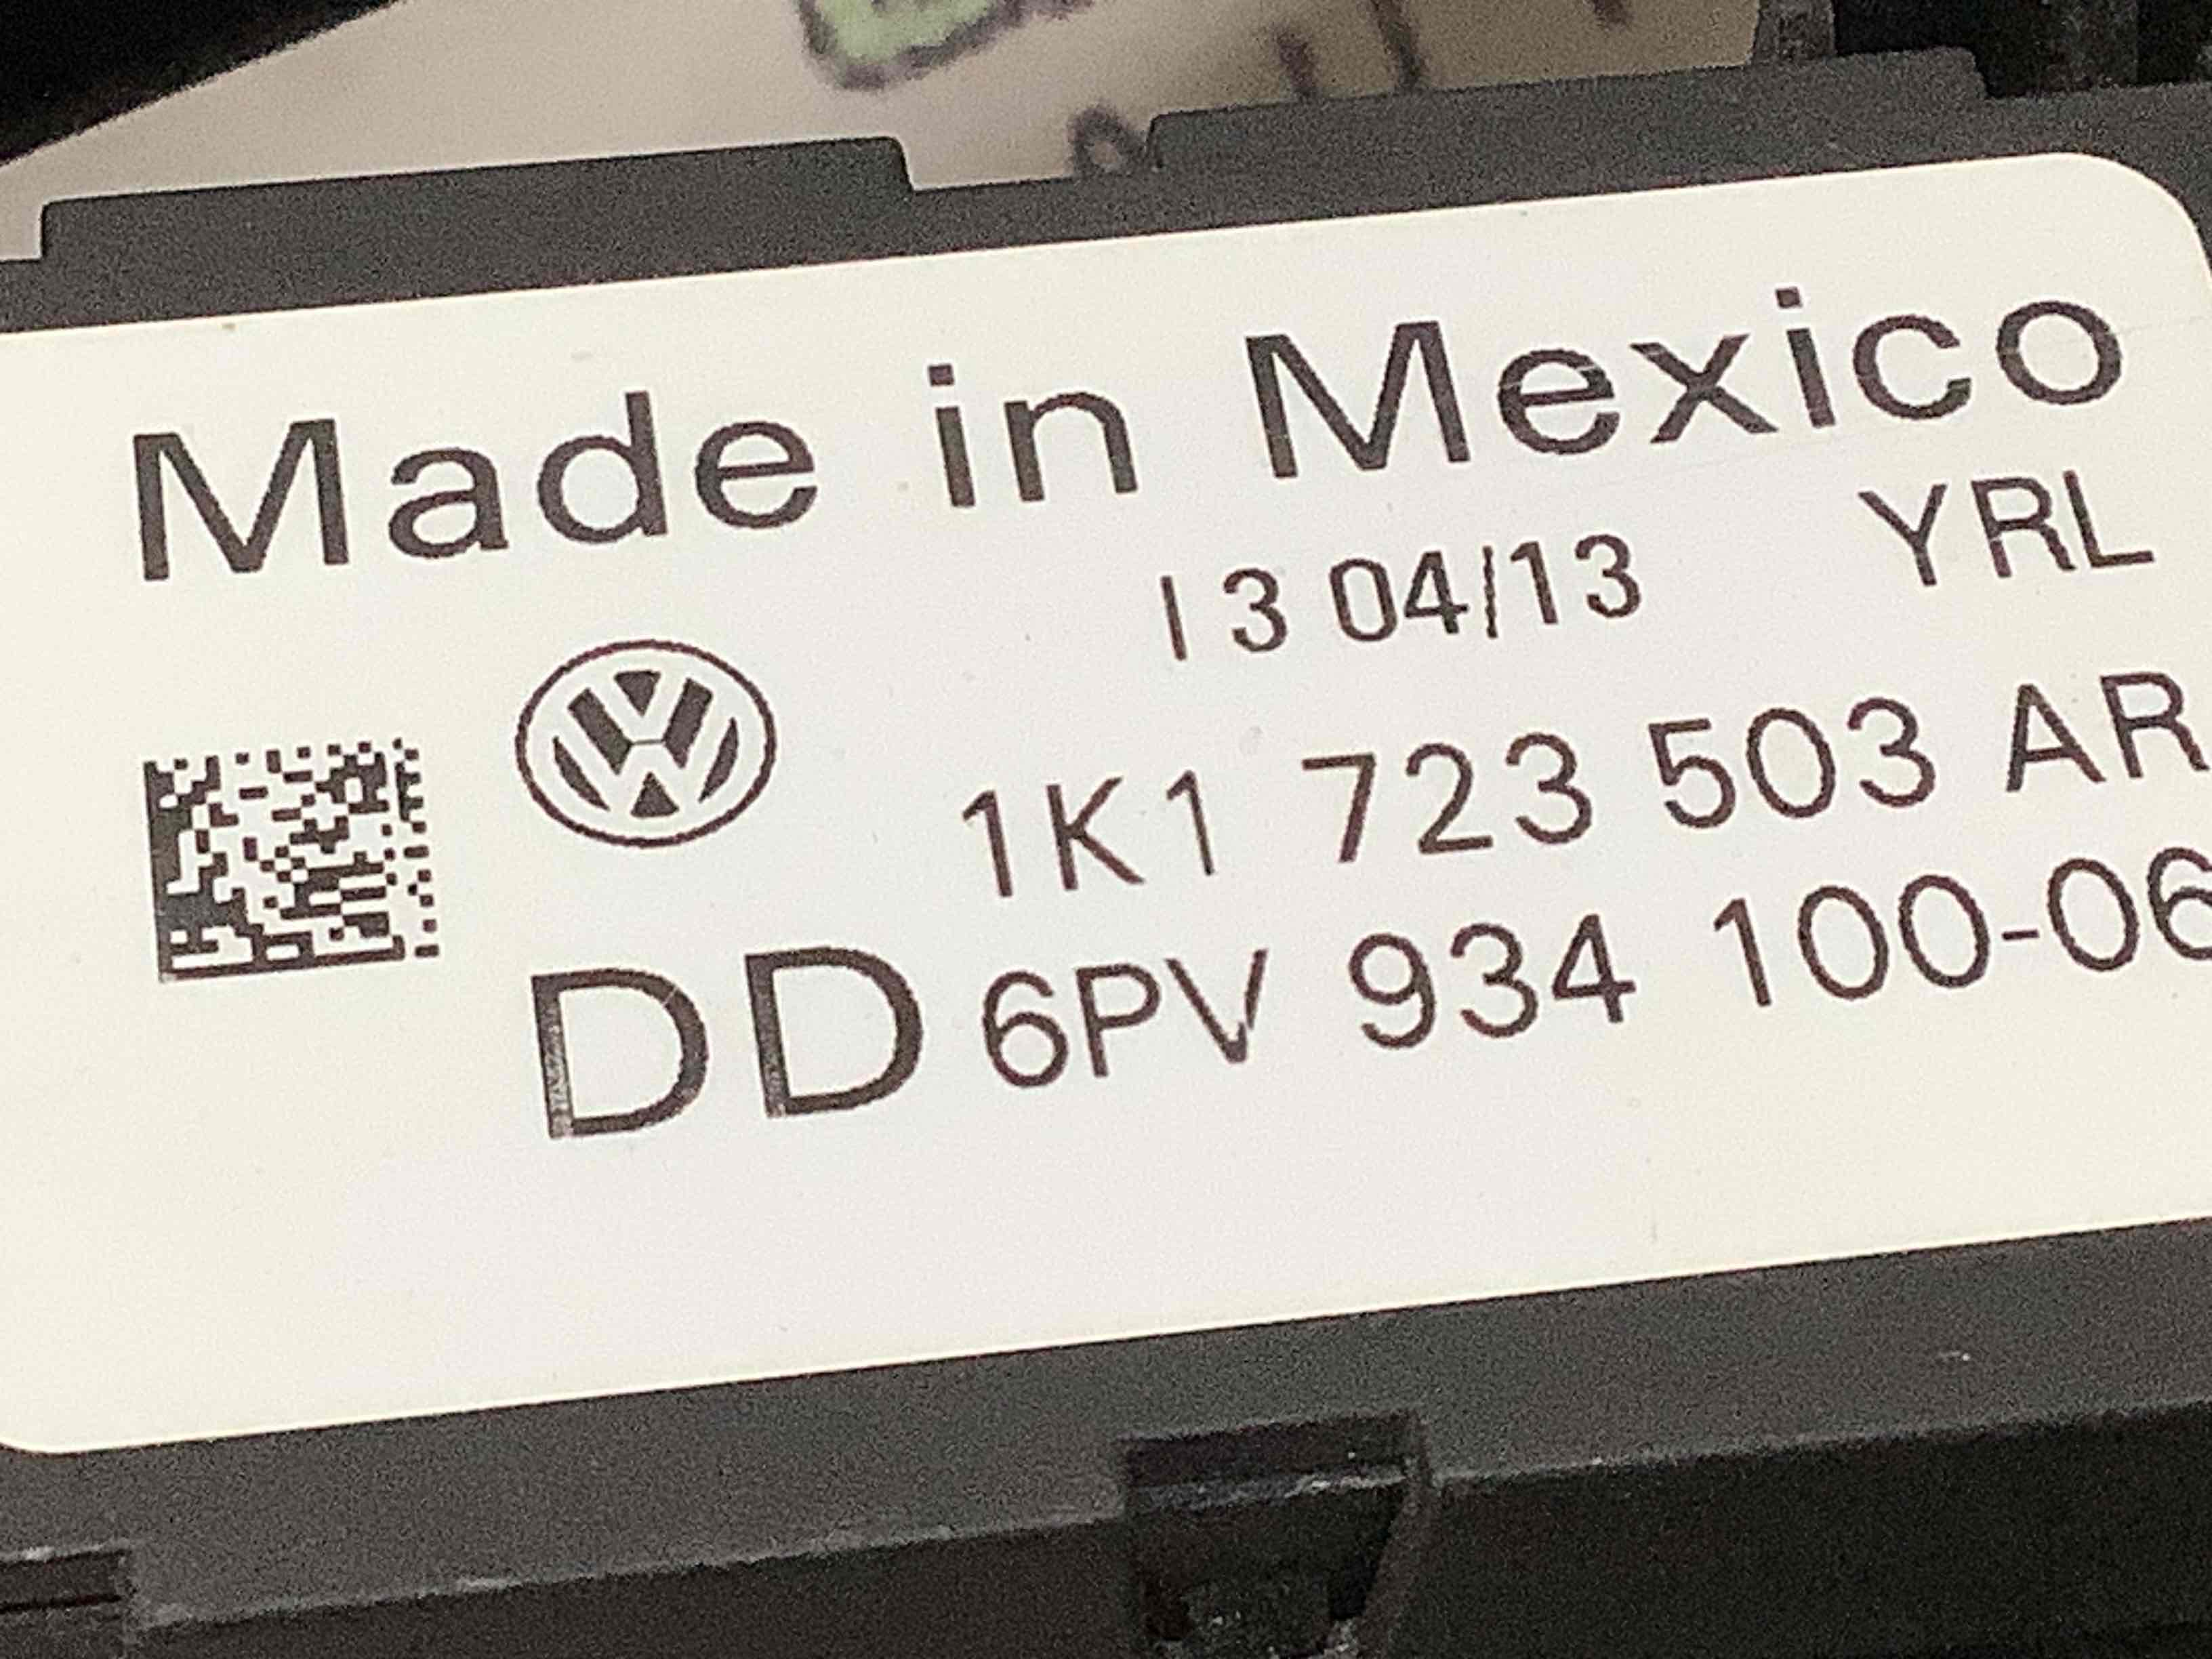 Made in Mexico
I 3 04/13 YRL
1K1 723 503 AR
DD 6PV 934 100-06